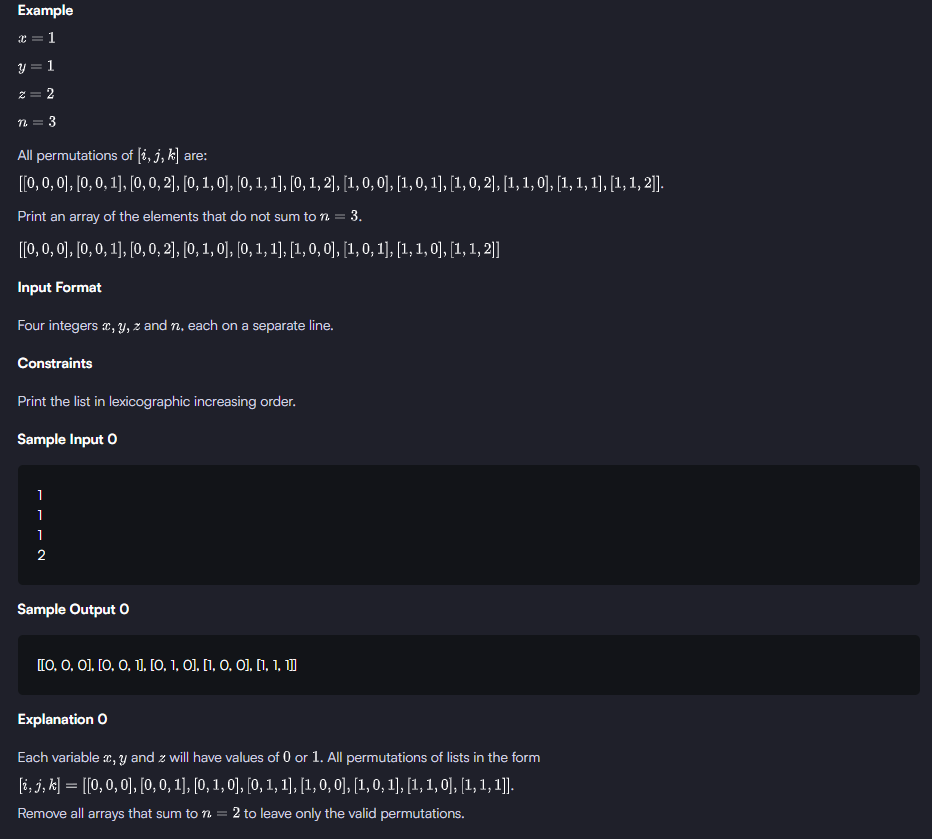 Example
x = 1
y = 1
z = 2
n = 3
All permutations of [i, j, k] are:
[[0, 0, 0], [0, 0, 1], [0, 0, 2], [0, 1, 0], [0, 1, 1], [0, 1, 2], [1, 0, 0], [1, 0, 1], [1, 0, 2], [1, 1, 0], [1, 1, 1], [1, 1, 2]].
Print an array of the elements that do not sum to n = 3.
[[0, 0, 0], [0, 0, 1], [0, 0, 2], [0, 1, 0], [0, 1, 1], [1, 0, 0], [1, 0, 1], [1, 1, 0], [1, 1, 2]]
Input Format
Four integers x, y, z and n, each on a separate line.
Constraints
Print the list in lexicographic increasing order.
Sample Input 0
1
1
1
2
Sample Output 0
[[0, 0, 0], [0, 0, 1], [0, 1, 0], [1, 0, 0], [1, 1, 1]]
Explanation 0
Each variable x, y and z will have values of 0 or 1. All permutations of lists in the form
[i, j, k] = [[0, 0, 0], [0, 0, 1], [0, 1, 0], [0, 1, 1], [1, 0, 0], [1, 0, 1], [1, 1, 0], [1, 1, 1]].
Remove all arrays that sum to n = 2 to leave only the valid permutations.